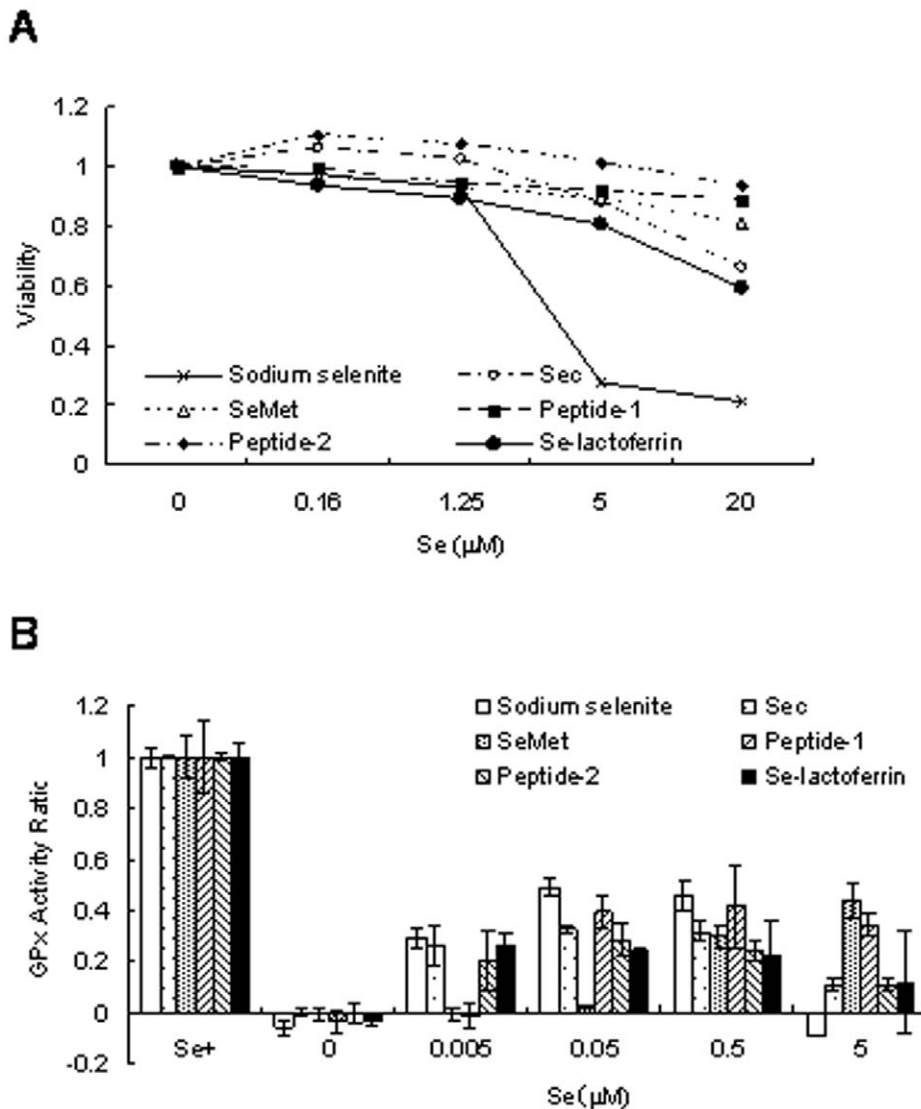 A
1.2
1
0.8
0.6
0.4
0.2
0
Viability
Sodium selenite
Sec
SeMet
Peptide-1
Peptide-2
Se-lactoferrin
0 0.16 1.25 5 20
Se (µM)
B
1.2
1
0.8
0.6
0.4
0.2
0
-0.2
GPx Activity Ratio
Sodium selenite
Sec
SeMet
Peptide-1
Peptide-2
Se-lactoferrin
Se+ 0 0.005 0.05 0.5 5
Se(µM)